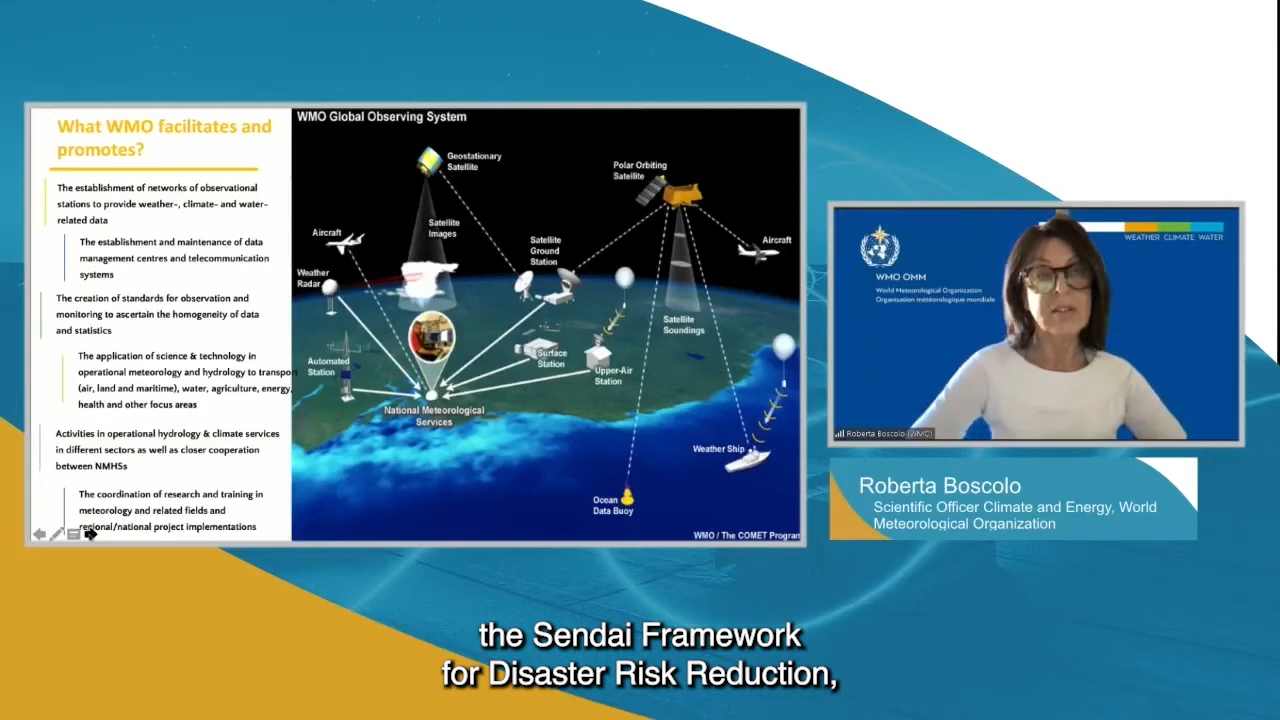 What WMO facilitates and
promotes?
The establishment of networks of observational
stations to provide weather-, climate- and water-
related data
The establishment and maintenance of data
management centres and telecommunication
systems
The creation of standards for observation and
monitoring to ascertain the homogeneity of data
and statistics
The application of science & technology in
operational meteorology and hydrology to transport
(air, land and maritime), water, agriculture, energy,
health and other focus areas
Activities in operational hydrology & climate services
in different sectors as well as closer cooperation
between NMHSs
The coordination of research and training in
meteorology and related fields and
regional/national project implementations
WMO Global Observing System
Geostationary
Satellite
Polar Orbiting
Satellite
Aircraft
Satellite
Images
Satellite
Ground
Station
Aircraft
Weather
Radar
Satellite
Soundings
Automated
Station
Surface
Station
Upper-Air
Station
National Meteorological
Services
Weather Ship
Ocean
Data Buoy
WMO / The COMET Program
WEATHER CLIMATE WATER
WMO OMM
World Meteorological Organization
Organisation météorologique mondiale
Roberta Boscolo (WMO)
Roberta Boscolo
Scientific Officer Climate and Energy, World
Meteorological Organization
the Sendai Framework
for Disaster Risk Reduction,